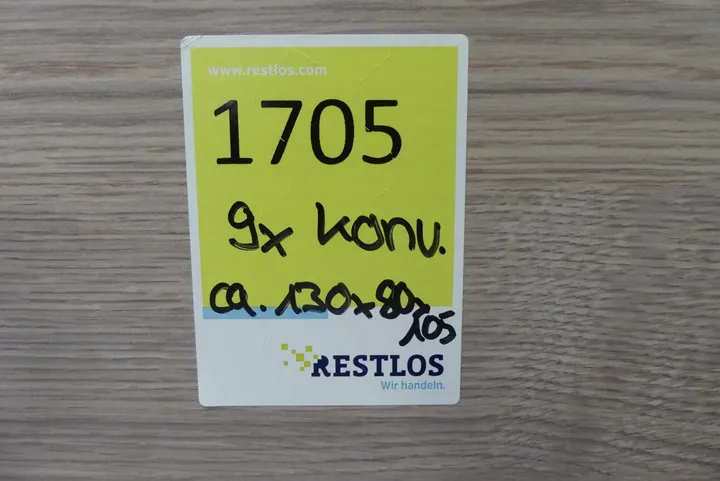 www.restlos.com
1705
9x konv.
ca. 130x80x
105
RESTLOS
Wir handeln.